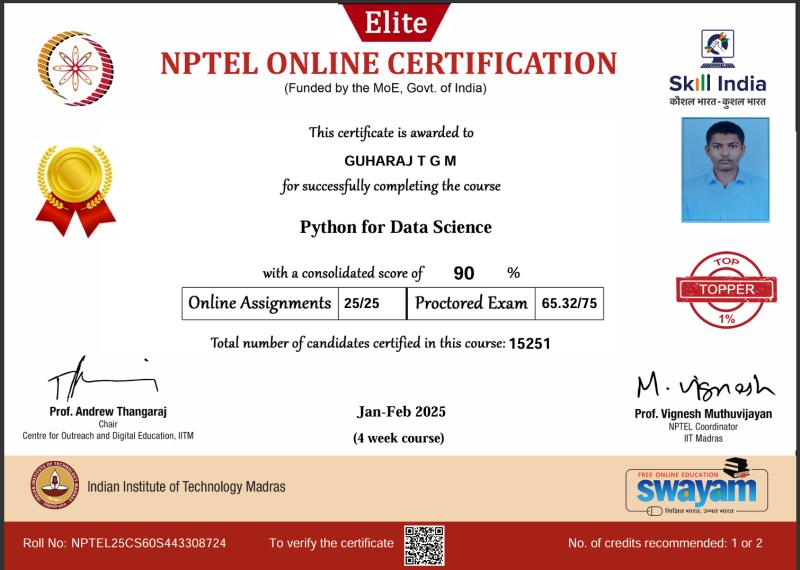 Elite
NPTEL ONLINE CERTIFICATION
(Funded by the MoE, Govt. of India)
Skill India
कौशल भारत-कुशल भारत
This certificate is awarded to
GUHARAJ T G M
for successfully completing the course
Python for Data Science
with a consolidated score of 90 %
Online Assignments 25/25 Proctored Exam 65.32/75
TOP
TOPPER
1%
Total number of candidates certified in this course: 15251
M. Vignesh
Prof. Andrew Thangaraj
Chair
Centre for Outreach and Digital Education, IITM
Jan-Feb 2025
(4 week course)
Prof. Vignesh Muthuvijayan
NPTEL Coordinator
IIT Madras
Indian Institute of Technology Madras
FREE ONLINE EDUCATION
swayam
शिक्षित भारत, उन्नत भारत
Roll No: NPTEL25CS60S443308724
To verify the certificate
No. of credits recommended: 1 or 2